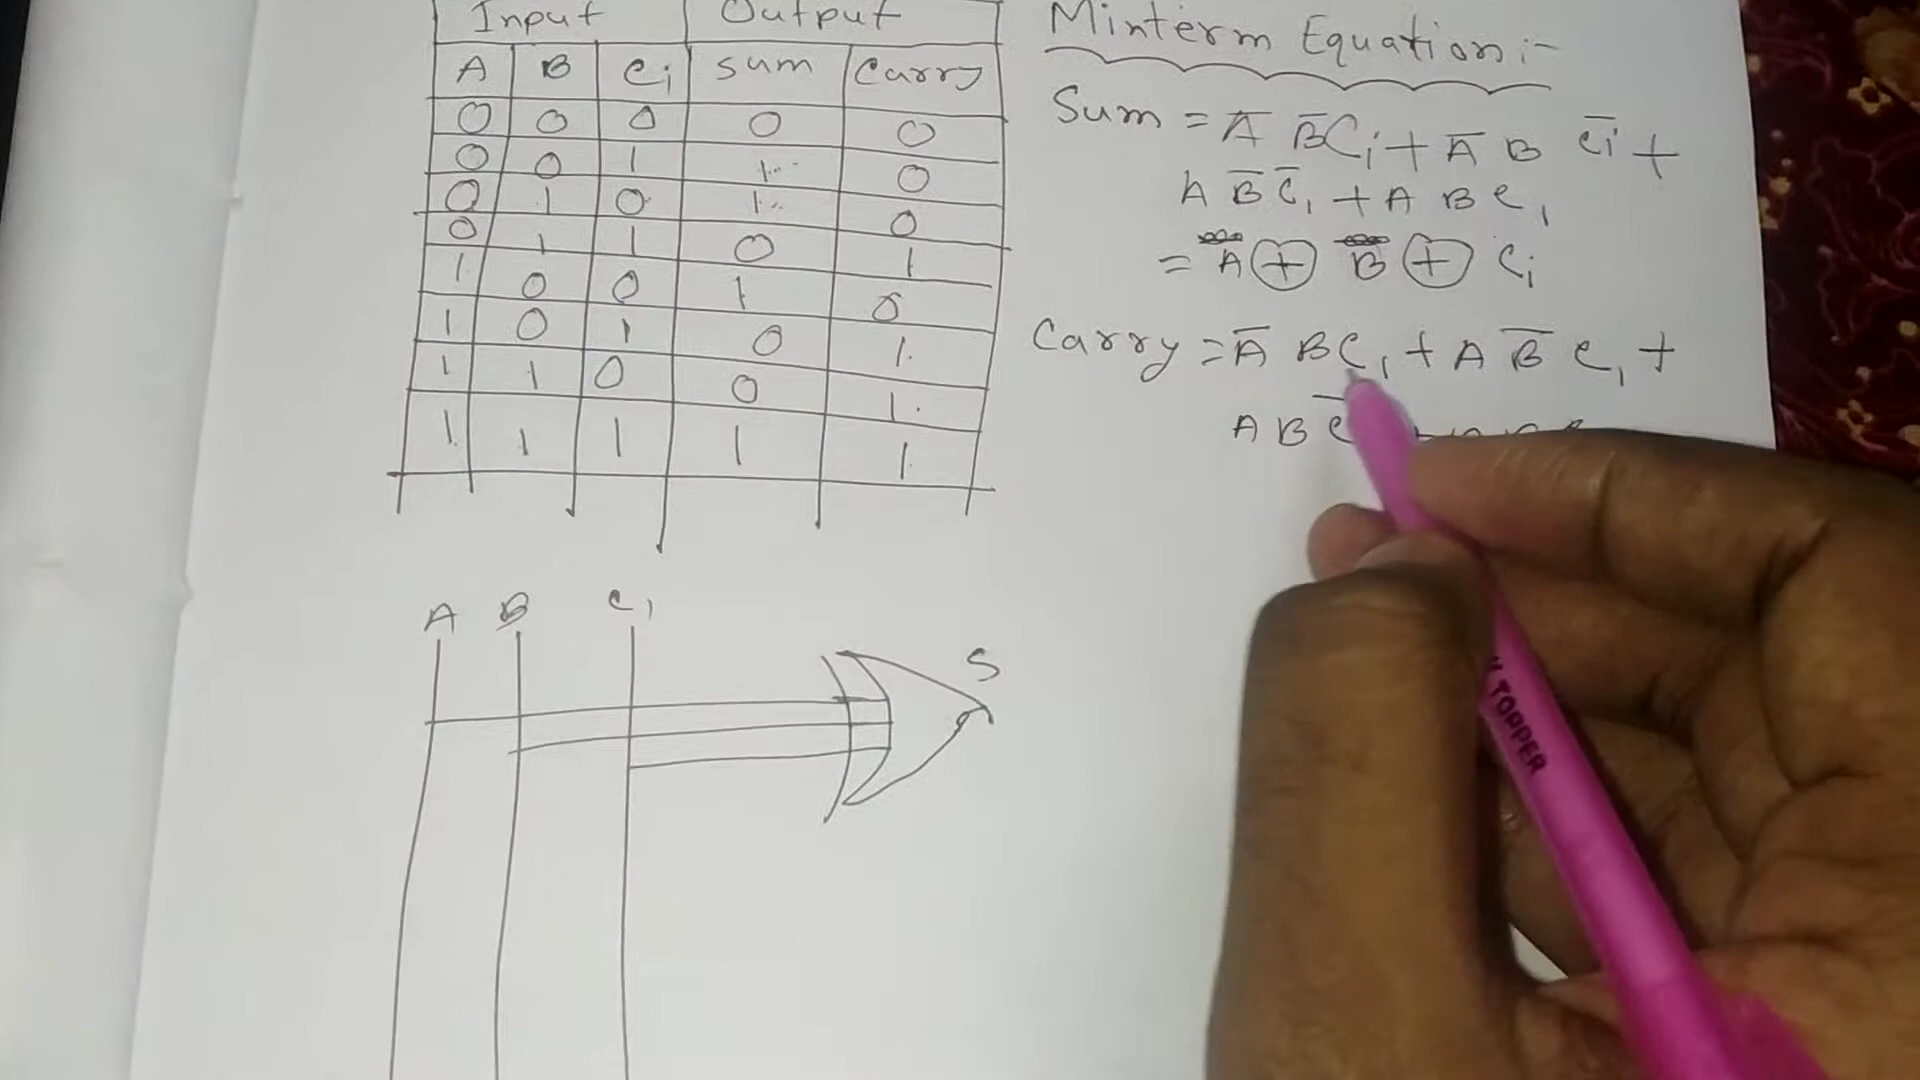 Input Output
A B Ci sum Carry
0 0 0 0 0
0 0 1 1 0
0 1 0 1 0
0 1 1 0 1
1 0 0 1 0
1 0 1 0 1
1 1 0 0 1
1 1 1 1 1
Minterm Equation :-
Sum = A̅ B̅ Ci + A̅ B C̅i +
A B̅ C̅i + A B Ci
= A ⊕ B ⊕ Ci
Carry = A̅ B Ci + A B̅ Ci +
A B C̅
A B Ci
S
TOPPER